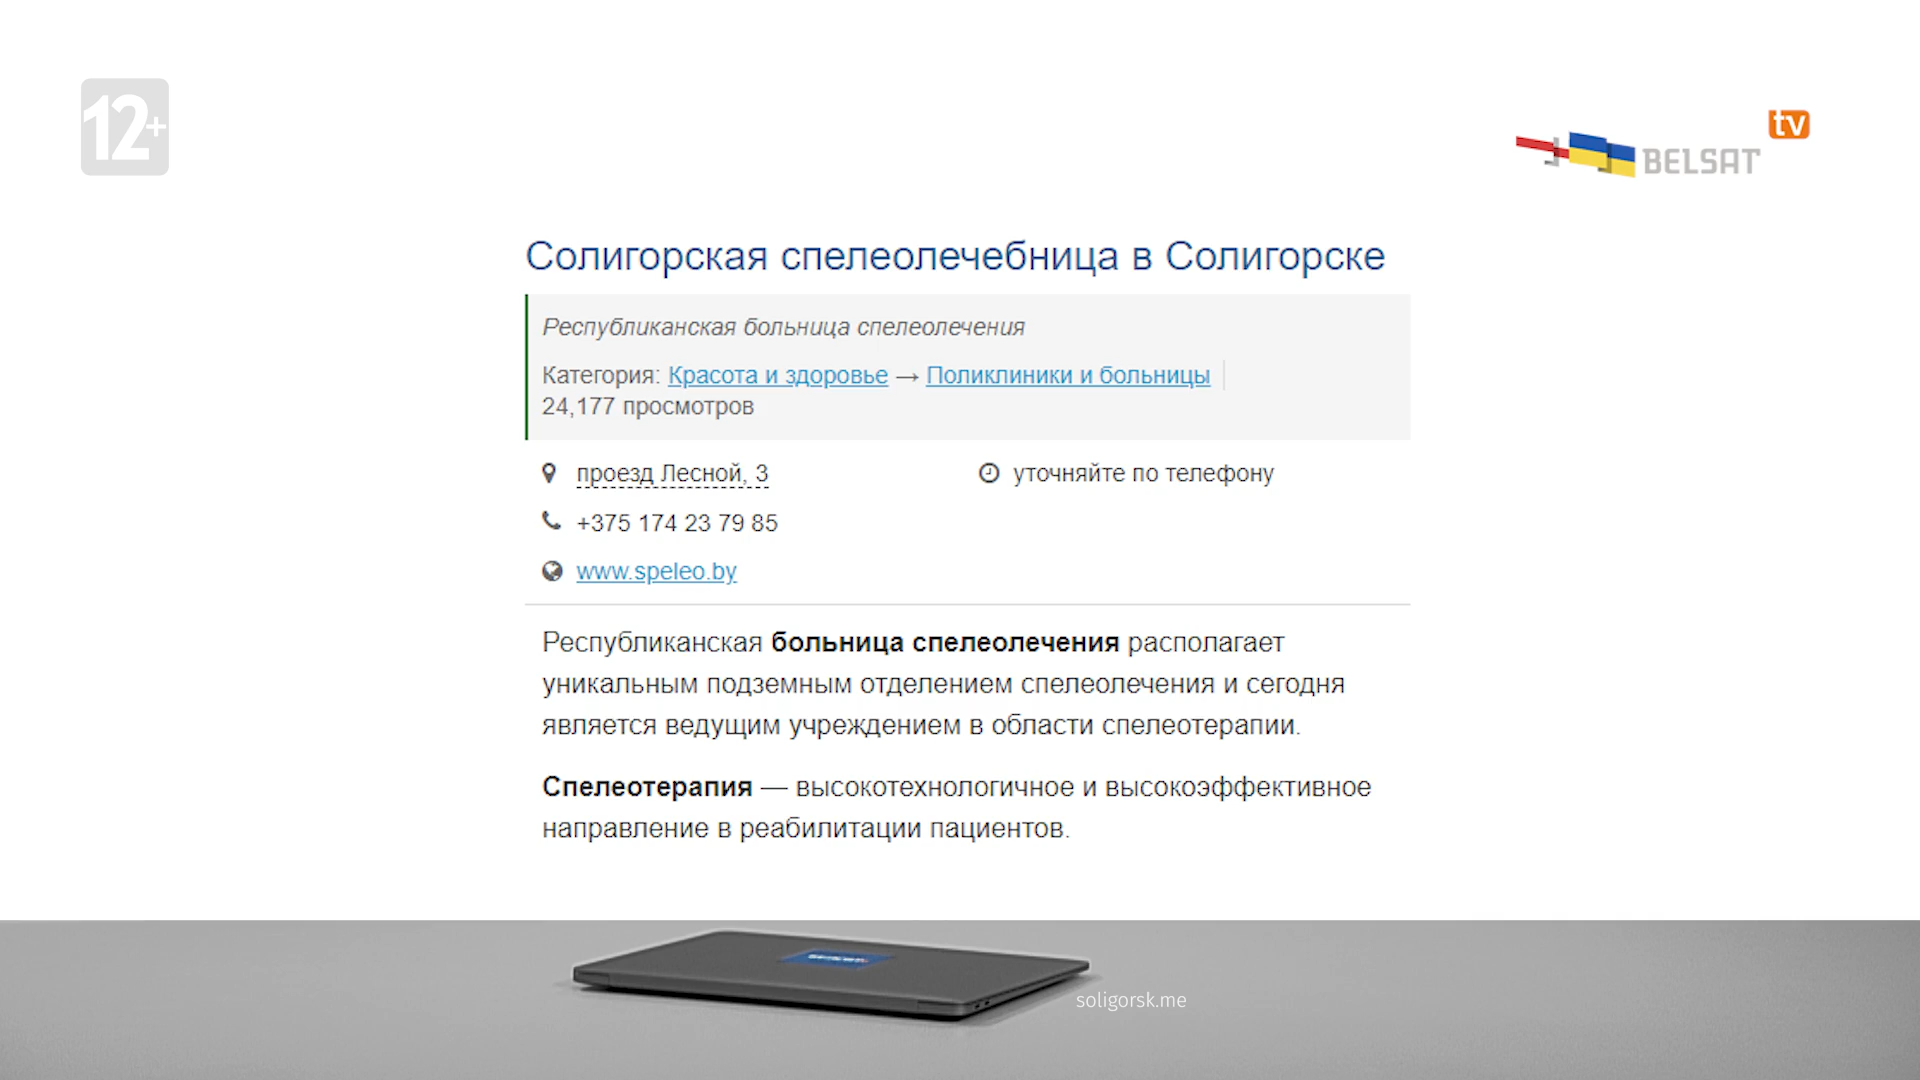 12+
tv
BELSAT
Солигорская спелеолечебница в Солигорске
Республиканская больница спелеолечения
Категория: Красота и здоровье → Поликлиники и больницы
24,177 просмотров
проезд Лесной, 3
уточняйте по телефону
+375 174 23 79 85
www.speleo.by
Республиканская больница спелеолечения располагает
уникальным подземным отделением спелеолечения и сегодня
является ведущим учреждением в области спелеотерапии.
Спелеотерапия — высокотехнологичное и высокоэффективное
направление в реабилитации пациентов.
soligorsk.me